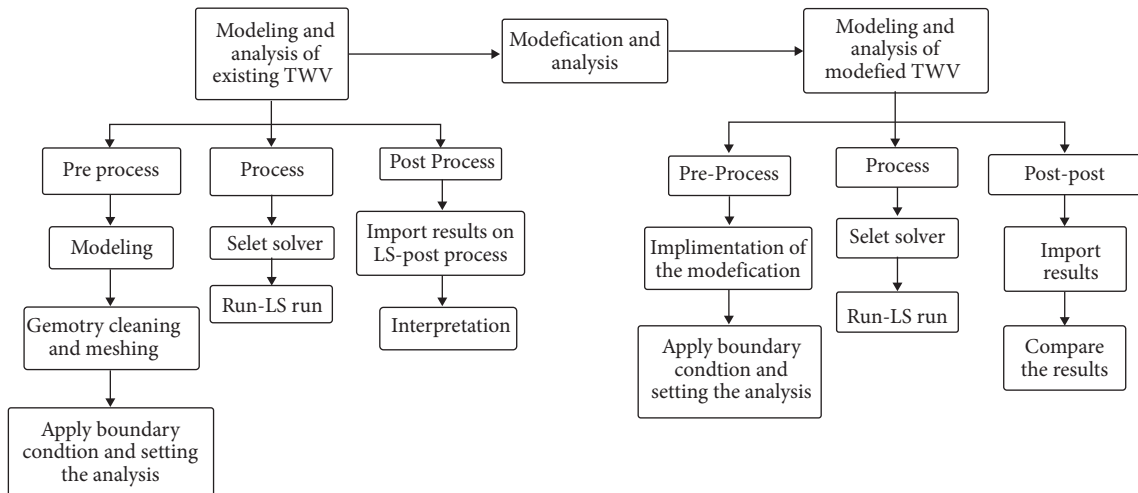 Modeling and
analysis of
existing TWV
Modefication and
analysis
Modeling and
analysis of
modefied TWV
Pre process
Process
Post Process
Modeling
Selet solver
Import results on
LS-post process
Gemotry cleaning
and meshing
Run-LS run
Interpretation
Apply boundary
condtion and setting
the analysis
Pre-Process
Process
Post-post
Implimentation of
the modefication
Selet solver
Import
results
Apply boundary
condtion and
setting the analysis
Run-LS run
Compare
the results